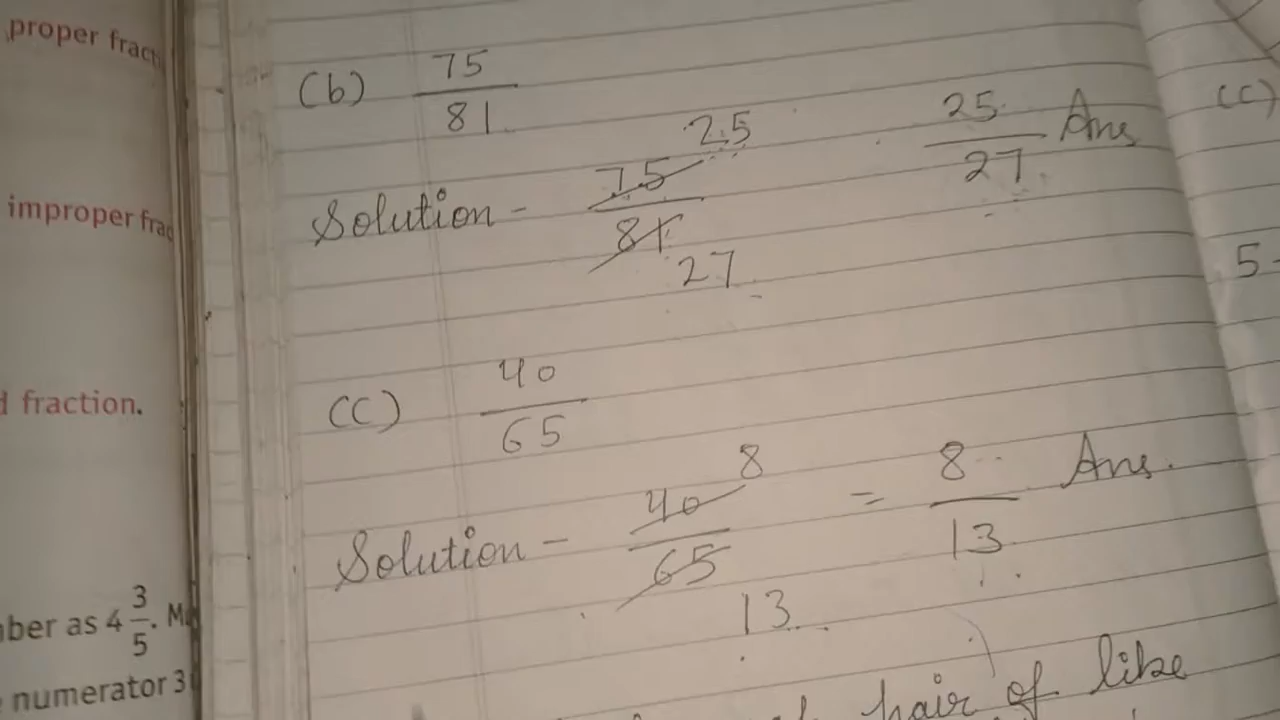 proper fract
improper frac
d fraction.
ber as 4 3/5. M
numerator 3
(b) 75/81
Solution - 75/81 25 27 25/27 Ans
(C) 40/65
Solution - 40/65 8 13 = 8/13 Ans.
hair of like
(C)
5 -